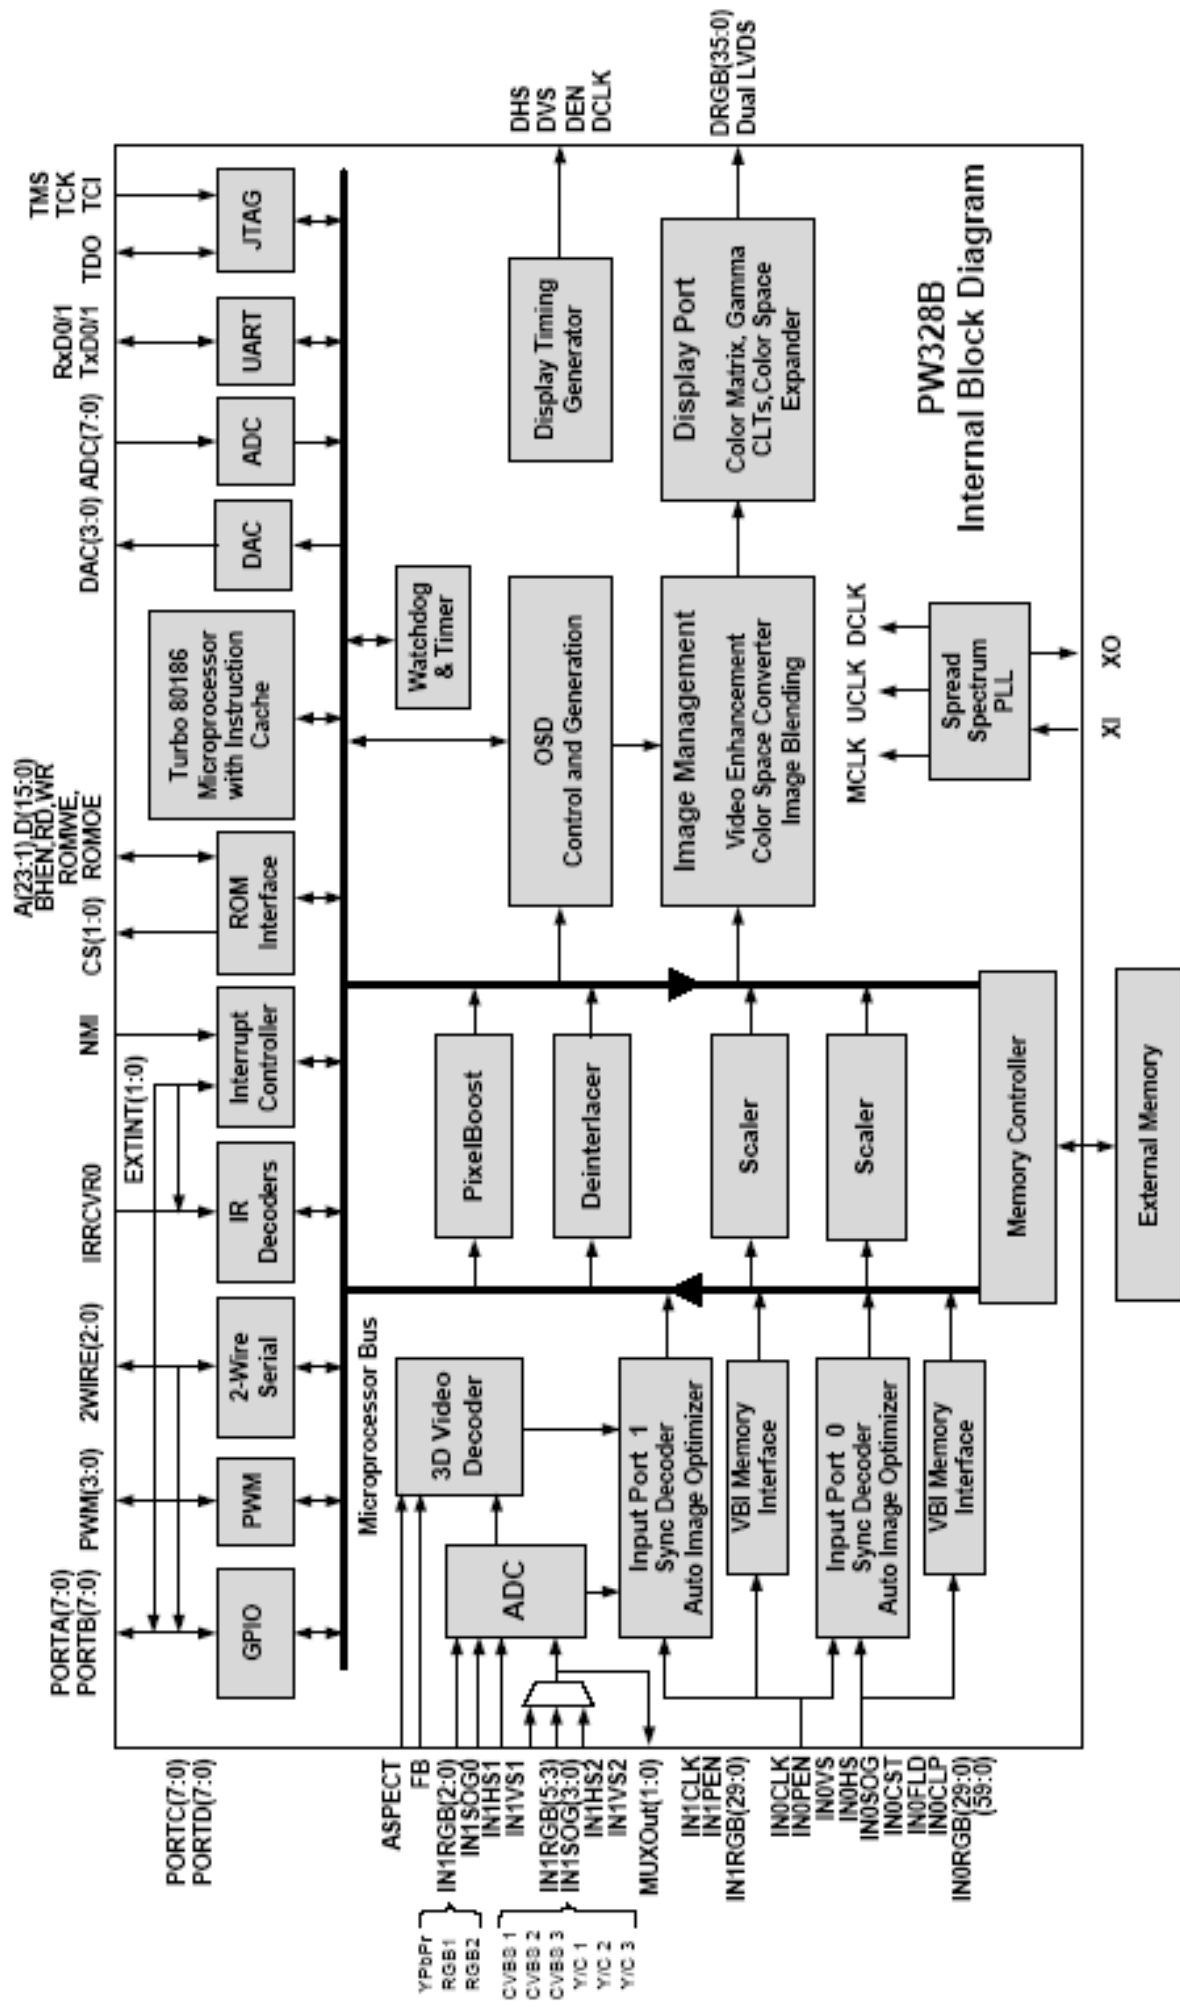 PORTA(7:0)
PORTB(7:0)
PWM(3:0)
2WIRE(2:0)
IRRCVR0
EXTINT(1:0)
NMI
CS(1:0)
A(23:1),D(15:0)
BHEN,RD,WR
ROMWE,
ROMOE
DAC(3:0)
ADC(7:0)
RxD0/1
TxD0/1
TDO
TMS
TCK
TCI
PORTC(7:0)
PORTD(7:0)
GPIO
PWM
2-Wire
Serial
IR
Decoders
Interrupt
Controller
ROM
Interface
Turbo 80186
Microprocessor
with Instruction
Cache
DAC
ADC
UART
JTAG
Microprocessor Bus
Watchdog
& Timer
ASPECT
FB
YPbPr
RGB1
RGB2
IN1RGB(2:0)
IN1SOG0
IN1HS1
IN1VS1
CVBS 1
CVBS 2
CVBS 3
Y/C 1
Y/C 2
Y/C 3
IN1RGB(5:3)
IN1SOG(3:0)
IN1HS2
IN1VS2
MUXOut(1:0)
ADC
3D Video
Decoder
PixelBoost
Deinterlacer
OSD
Control and Generation
Display Timing
Generator
DHS
DVS
DEN
DCLK
IN1CLK
IN1PEN
IN1RGB(29:0)
Input Port 1
Sync Decoder
Auto Image Optimizer
VBI Memory
Interface
Scaler
Image Management
Video Enhancement
Color Space Converter
Image Blending
Display Port
Color Matrix, Gamma
CLTs,Color Space
Expander
DRGB(35:0)
Dual LVDS
IN0CLK
IN0PEN
IN0VS
IN0HS
IN0SOG
IN0CST
IN0FLD
IN0CLP
IN0RGB(29:0)
(59:0)
Input Port 0
Sync Decoder
Auto Image Optimizer
VBI Memory
Interface
Scaler
MCLK UCLK DCLK
Spread
Spectrum
PLL
XI
XO
PW328B
Internal Block Diagram
Memory Controller
External Memory